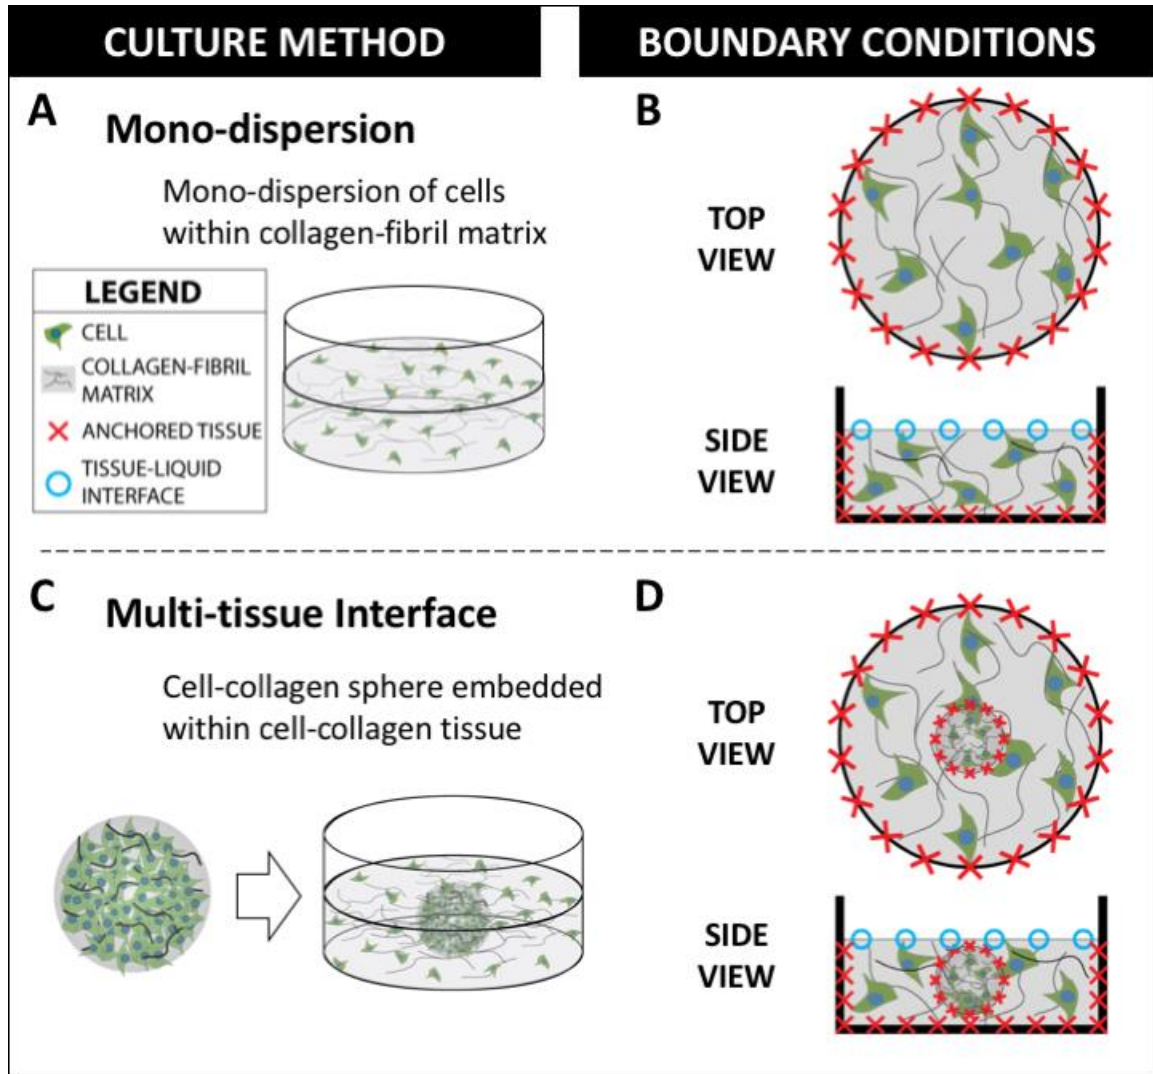 CULTURE METHOD
BOUNDARY CONDITIONS
A
Mono-dispersion
Mono-dispersion of cells
within collagen-fibril matrix
LEGEND
CELL
COLLAGEN-FIBRIL
MATRIX
ANCHORED TISSUE
TISSUE-LIQUID
INTERFACE
B
TOP
VIEW
SIDE
VIEW
C
Multi-tissue Interface
Cell-collagen sphere embedded
within cell-collagen tissue
D
TOP
VIEW
SIDE
VIEW